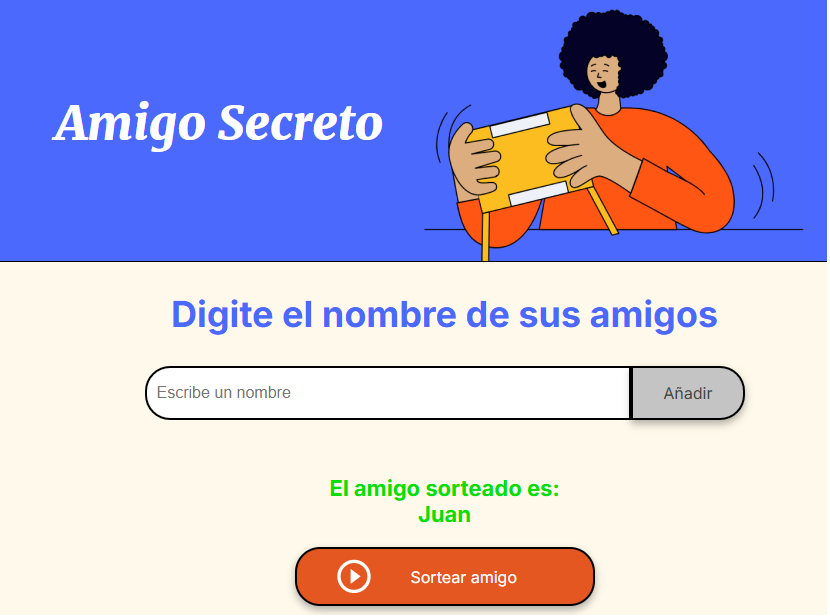 Amigo Secreto
Digite el nombre de sus amigos
Escribe un nombre
Añadir
El amigo sorteado es:
Juan
Sortear amigo